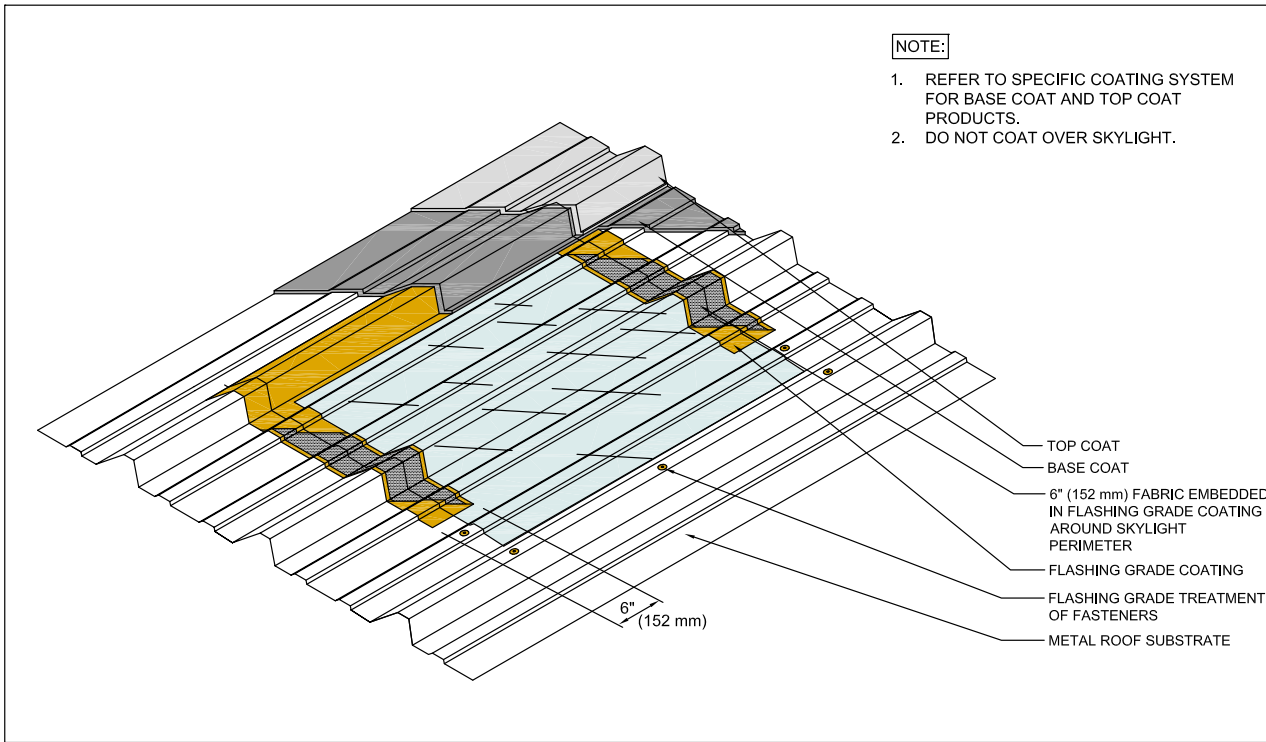 NOTE:
1. REFER TO SPECIFIC COATING SYSTEM
FOR BASE COAT AND TOP COAT
PRODUCTS.
2. DO NOT COAT OVER SKYLIGHT.
TOP COAT
BASE COAT
6" (152 mm) FABRIC EMBEDDED
IN FLASHING GRADE COATING
AROUND SKYLIGHT
PERIMETER
FLASHING GRADE COATING
FLASHING GRADE TREATMENT
OF FASTENERS
METAL ROOF SUBSTRATE
6"
(152 mm)